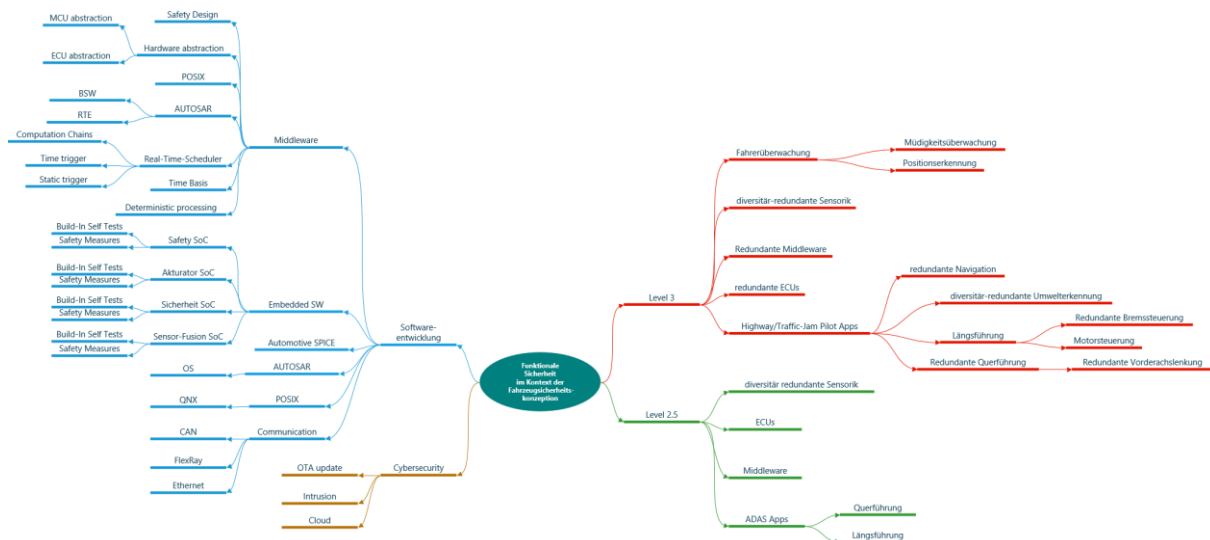 MCU abstraction
ECU abstraction
Safety Design
Hardware abstraction
POSIX
BSW
RTE
AUTOSAR
Computation Chains
Time trigger
Static trigger
Real-Time-Scheduler
Time Basis
Deterministic processing
Middleware
Build-In Self Tests
Safety Measures
Safety SoC
Build-In Self Tests
Safety Measures
Akturator SoC
Build-In Self Tests
Safety Measures
Sicherheit SoC
Build-In Self Tests
Safety Measures
Sensor-Fusion SoC
Embedded SW
Automotive SPICE
OS
AUTOSAR
QNX
POSIX
CAN
FlexRay
Ethernet
Communication
Software-
entwicklung
OTA update
Intrusion
Cloud
Cybersecurity
Funktionale
Sicherheit
im Kontext der
Fahrzeugsicherheits-
konzeption
Level 3
Fahrerüberwachung
Müdigkeitsüberwachung
Positionserkennung
diversitär-redundante Sensorik
Redundante Middleware
redundante ECUs
Highway/Traffic-Jam Pilot Apps
redundante Navigation
diversitär-redundante Umwelterkennung
Längsführung
Redundante Bremssteuerung
Motorsteuerung
Redundante Querführung
Redundante Vorderachslenkung
Level 2.5
diversitär redundante Sensorik
ECUs
Middleware
ADAS Apps
Querführung
Längsführung